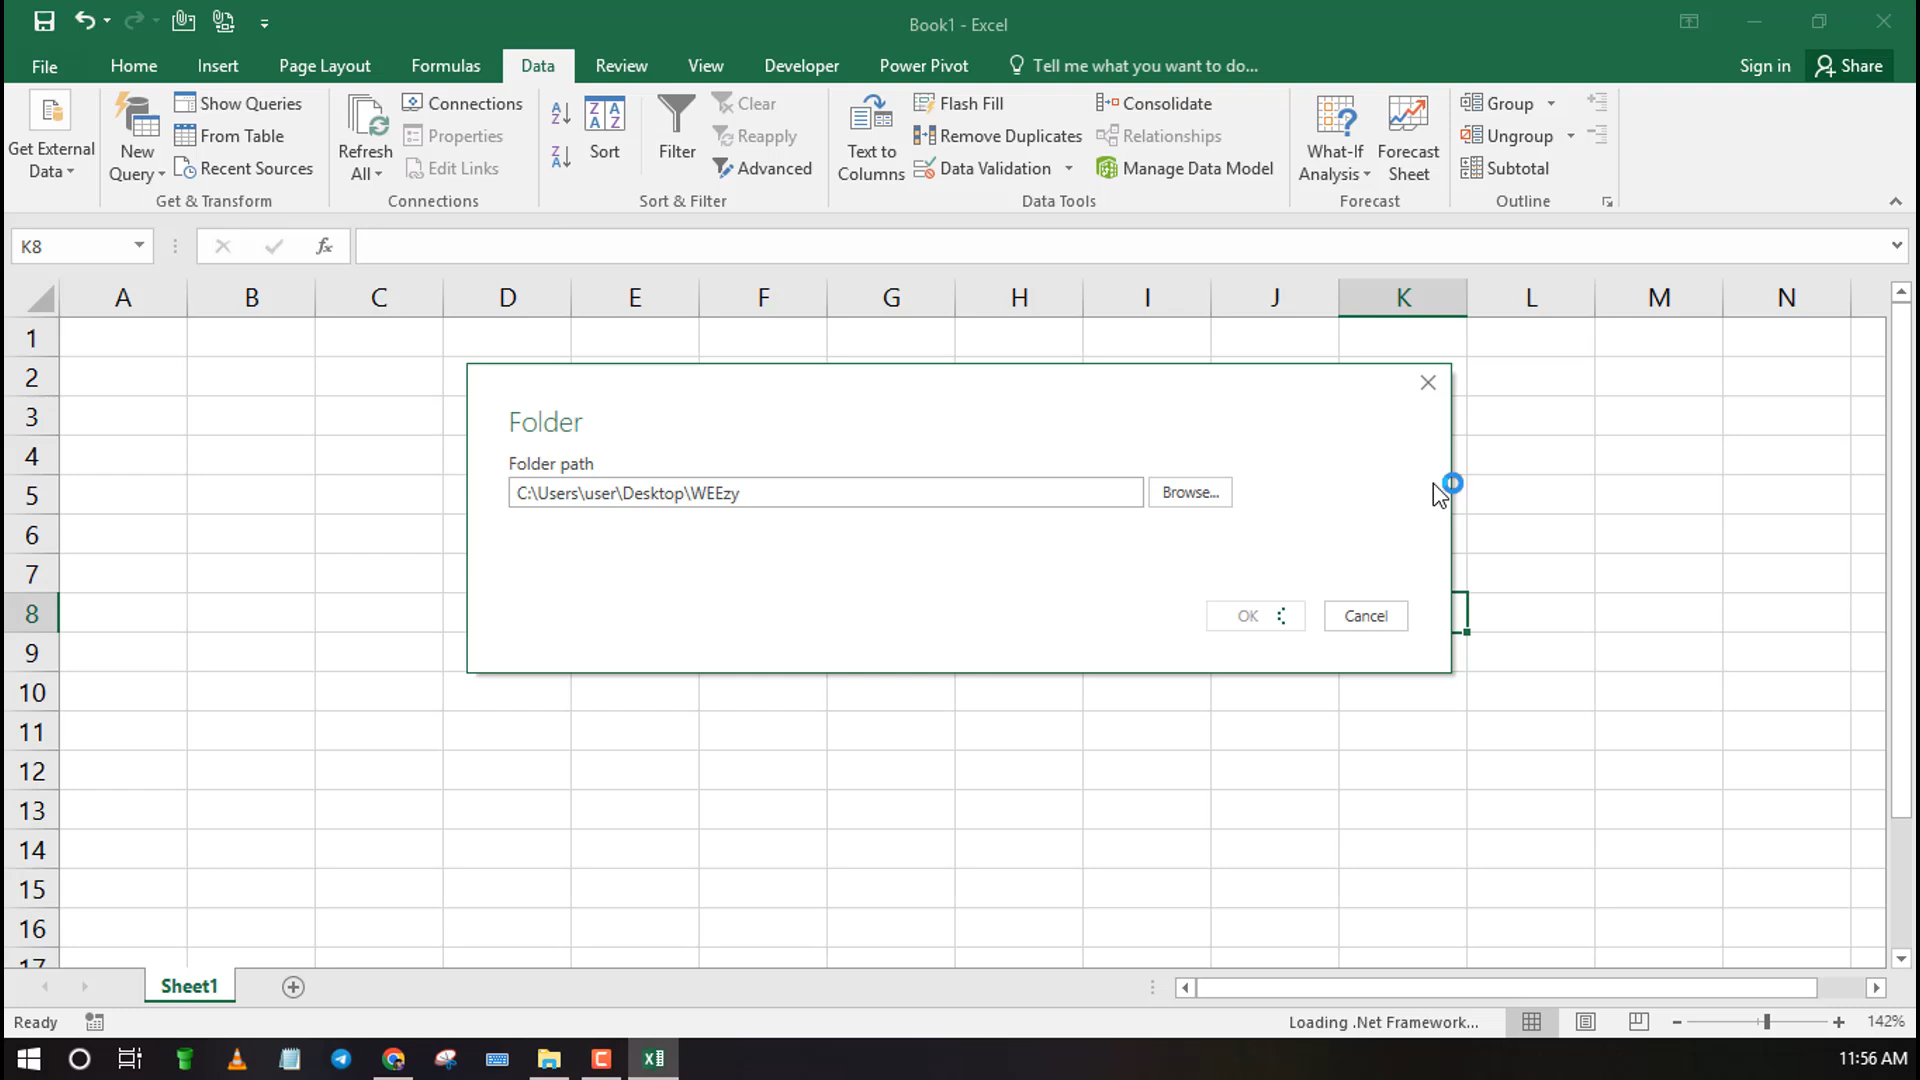 Book1 - Excel
File Home Insert Page Layout Formulas Data Review View Developer Power Pivot Tell me what you want to do... Sign in Share
Get External Data
New Query
Show Queries
From Table
Recent Sources
Get & Transform
Refresh All
Connections
Properties
Edit Links
Connections
Sort
Filter
Clear
Reapply
Advanced
Sort & Filter
Text to Columns
Flash Fill
Remove Duplicates
Data Validation
Consolidate
Relationships
Manage Data Model
Data Tools
What-If Analysis
Forecast Sheet
Forecast
Group
Ungroup
Subtotal
Outline
K8
fx
A B C D E F G H I J K L M N
1
2
3
4
5
6
7
8
9
10
11
12
13
14
15
16
17
Folder
Folder path
C:\Users\user\Desktop\WEEzy
Browse...
OK
Cancel
Sheet1
Ready
Loading .Net Framework...
142%
11:56 AM